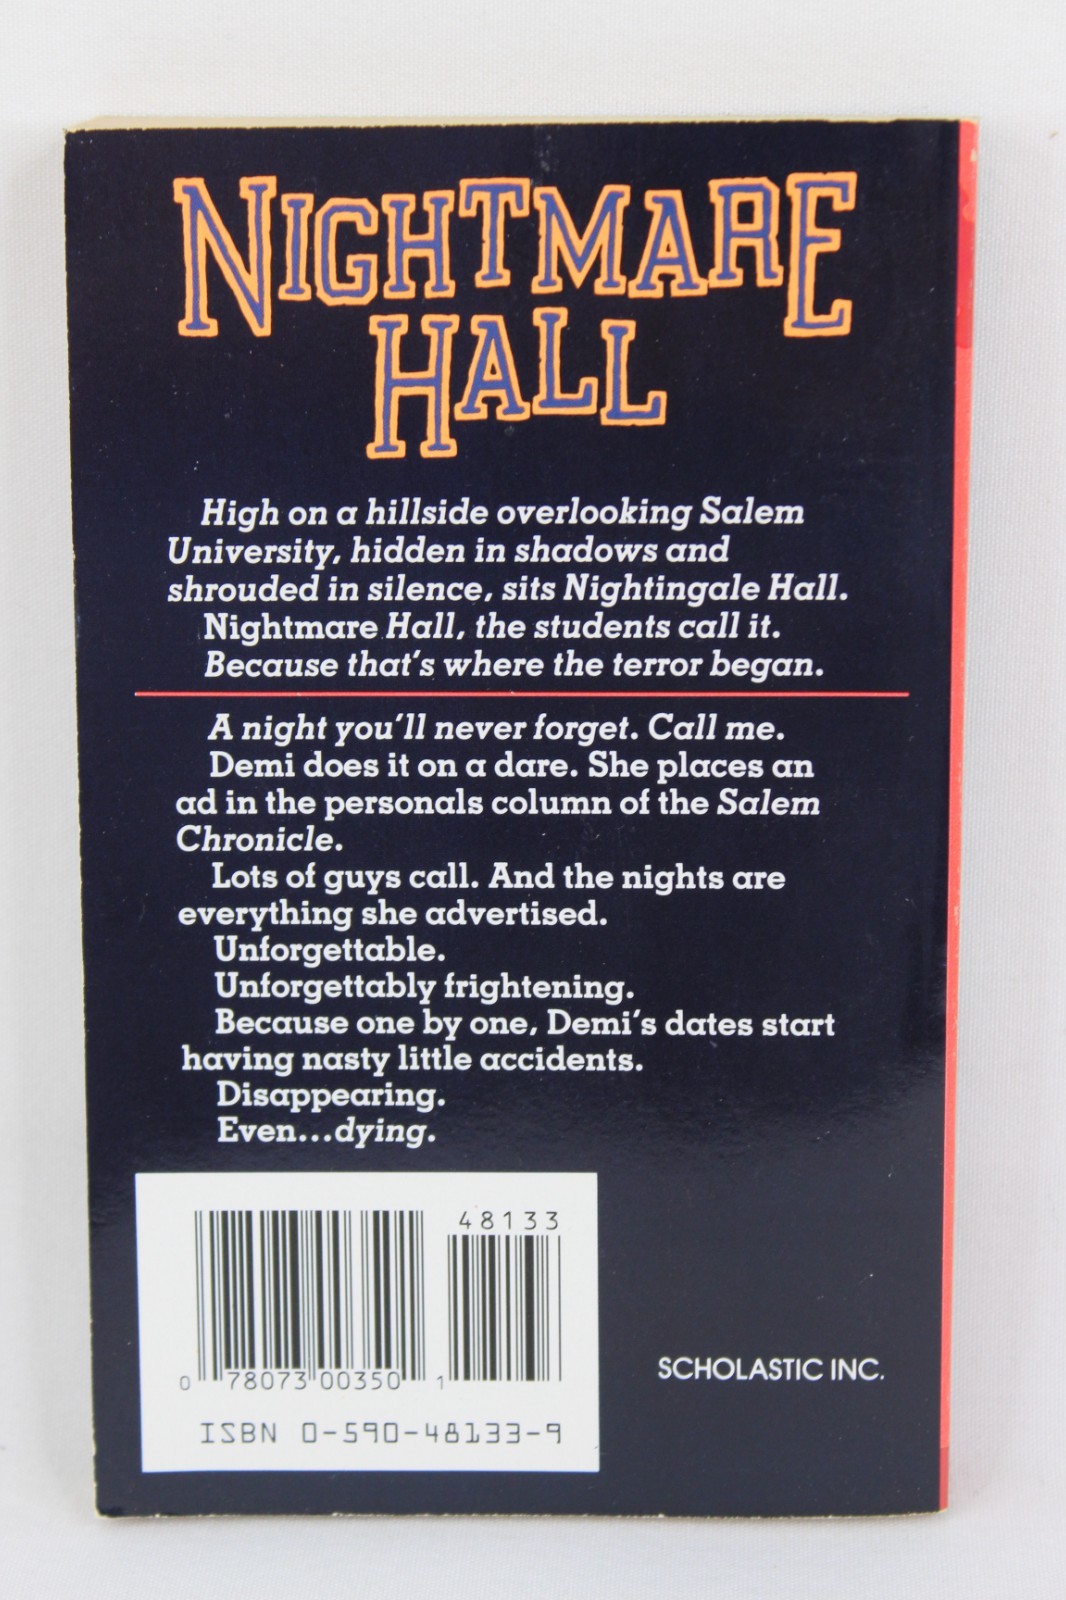 NIGHTMARE
HALL
High on a hillside overlooking Salem
University, hidden in shadows and
shrouded in silence, sits Nightingale Hall.
Nightmare Hall, the students call it.
Because that's where the terror began.
A night you'll never forget. Call me.
Demi does it on a dare. She places an
ad in the personals column of the Salem
Chronicle.
Lots of guys call. And the nights are
everything she advertised.
Unforgettable.
Unforgettably frightening.
Because one by one, Demi's dates start
having nasty little accidents.
Disappearing.
Even...dying.
48133
0 78073 00350 1
ISBN 0-590-48133-9
SCHOLASTIC INC.